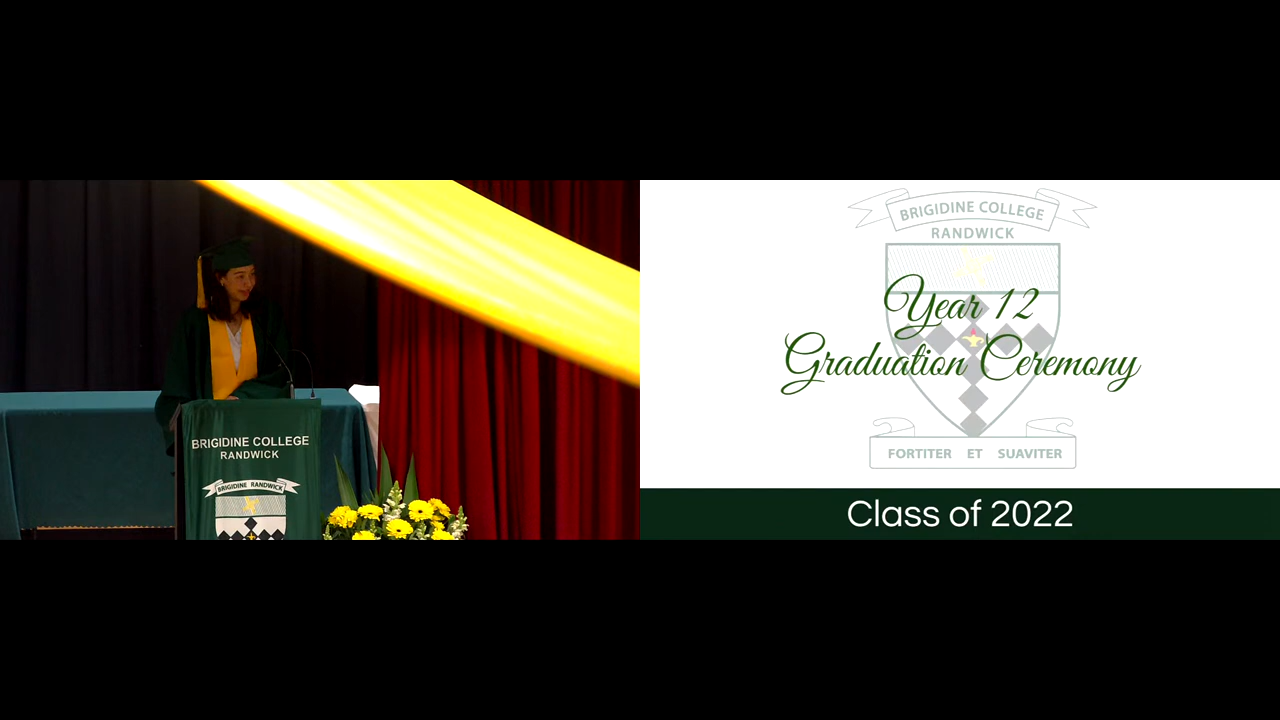 BRIGIDINE COLLEGE
RANDWICK
BRIGIDINE RANDWICK
BRIGIDINE COLLEGE
RANDWICK
Year 12
Graduation Ceremony
FORTITER ET SUAVITER
Class of 2022